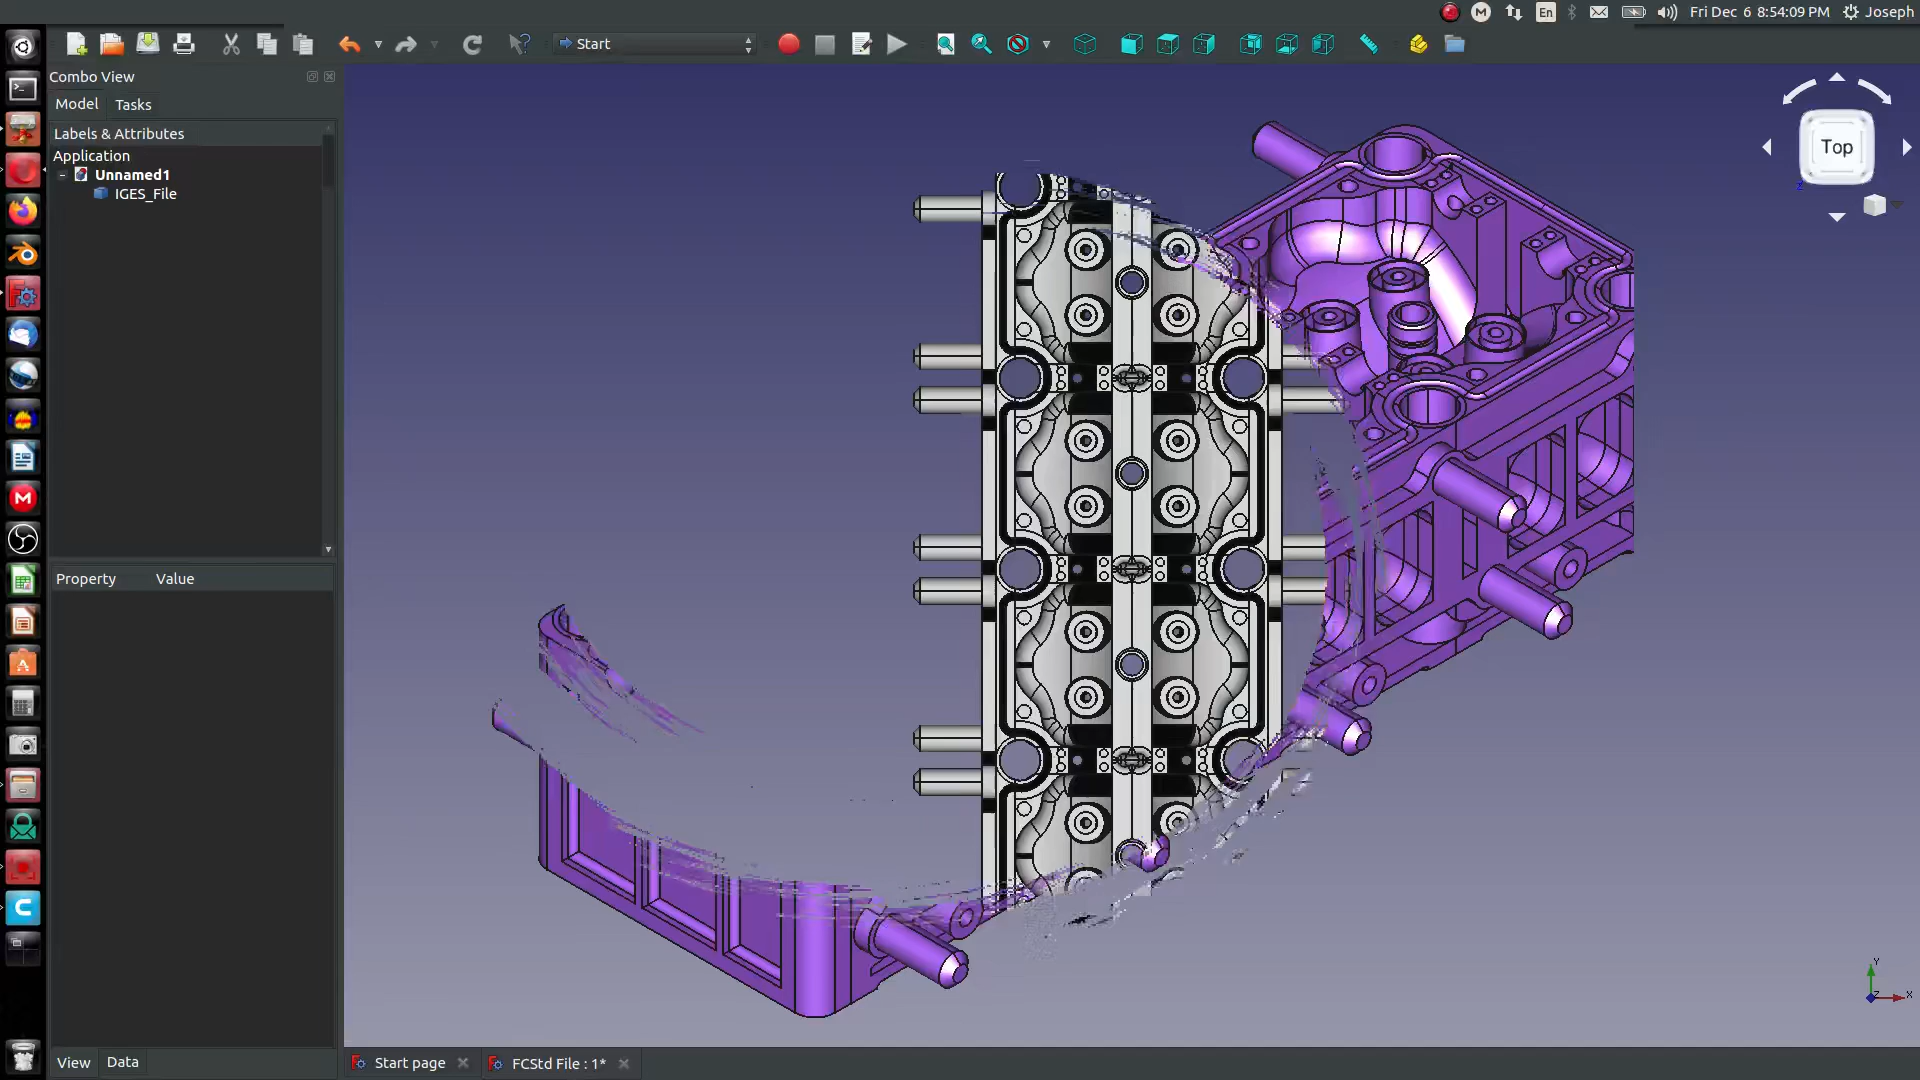 M
En
Fri Dec 6 8:54:09 PM
Joseph
Start
Combo View
Model
Tasks
Labels & Attributes
Application
Unnamed1
IGES_File
Top
Z
Property
Value
Y
Z
X
View
Data
Start page
FCStd File : 1*